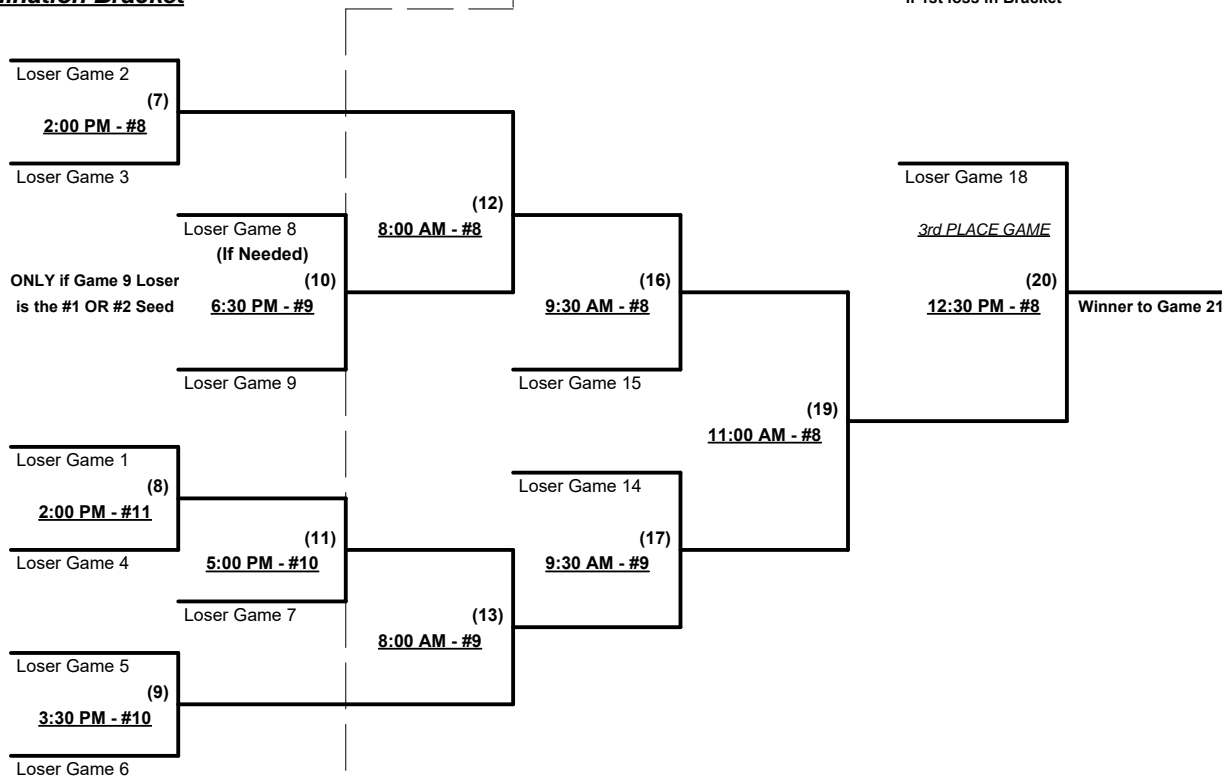 Loser Game 2
(7)
2:00 PM - #8
Loser Game 3
Loser Game 8
(If Needed)
ONLY if Game 9 Loser
is the #1 OR #2 Seed
(10)
6:30 PM - #9
Loser Game 9
(12)
8:00 AM - #8
(16)
9:30 AM - #8
Loser Game 15
Loser Game 18
3rd PLACE GAME
(20)
12:30 PM - #8
Winner to Game 21
(19)
11:00 AM - #8
Loser Game 1
(8)
2:00 PM - #11
Loser Game 4
(11)
5:00 PM - #10
Loser Game 7
Loser Game 14
(17)
9:30 AM - #9
(13)
8:00 AM - #9
Loser Game 5
(9)
3:30 PM - #10
Loser Game 6